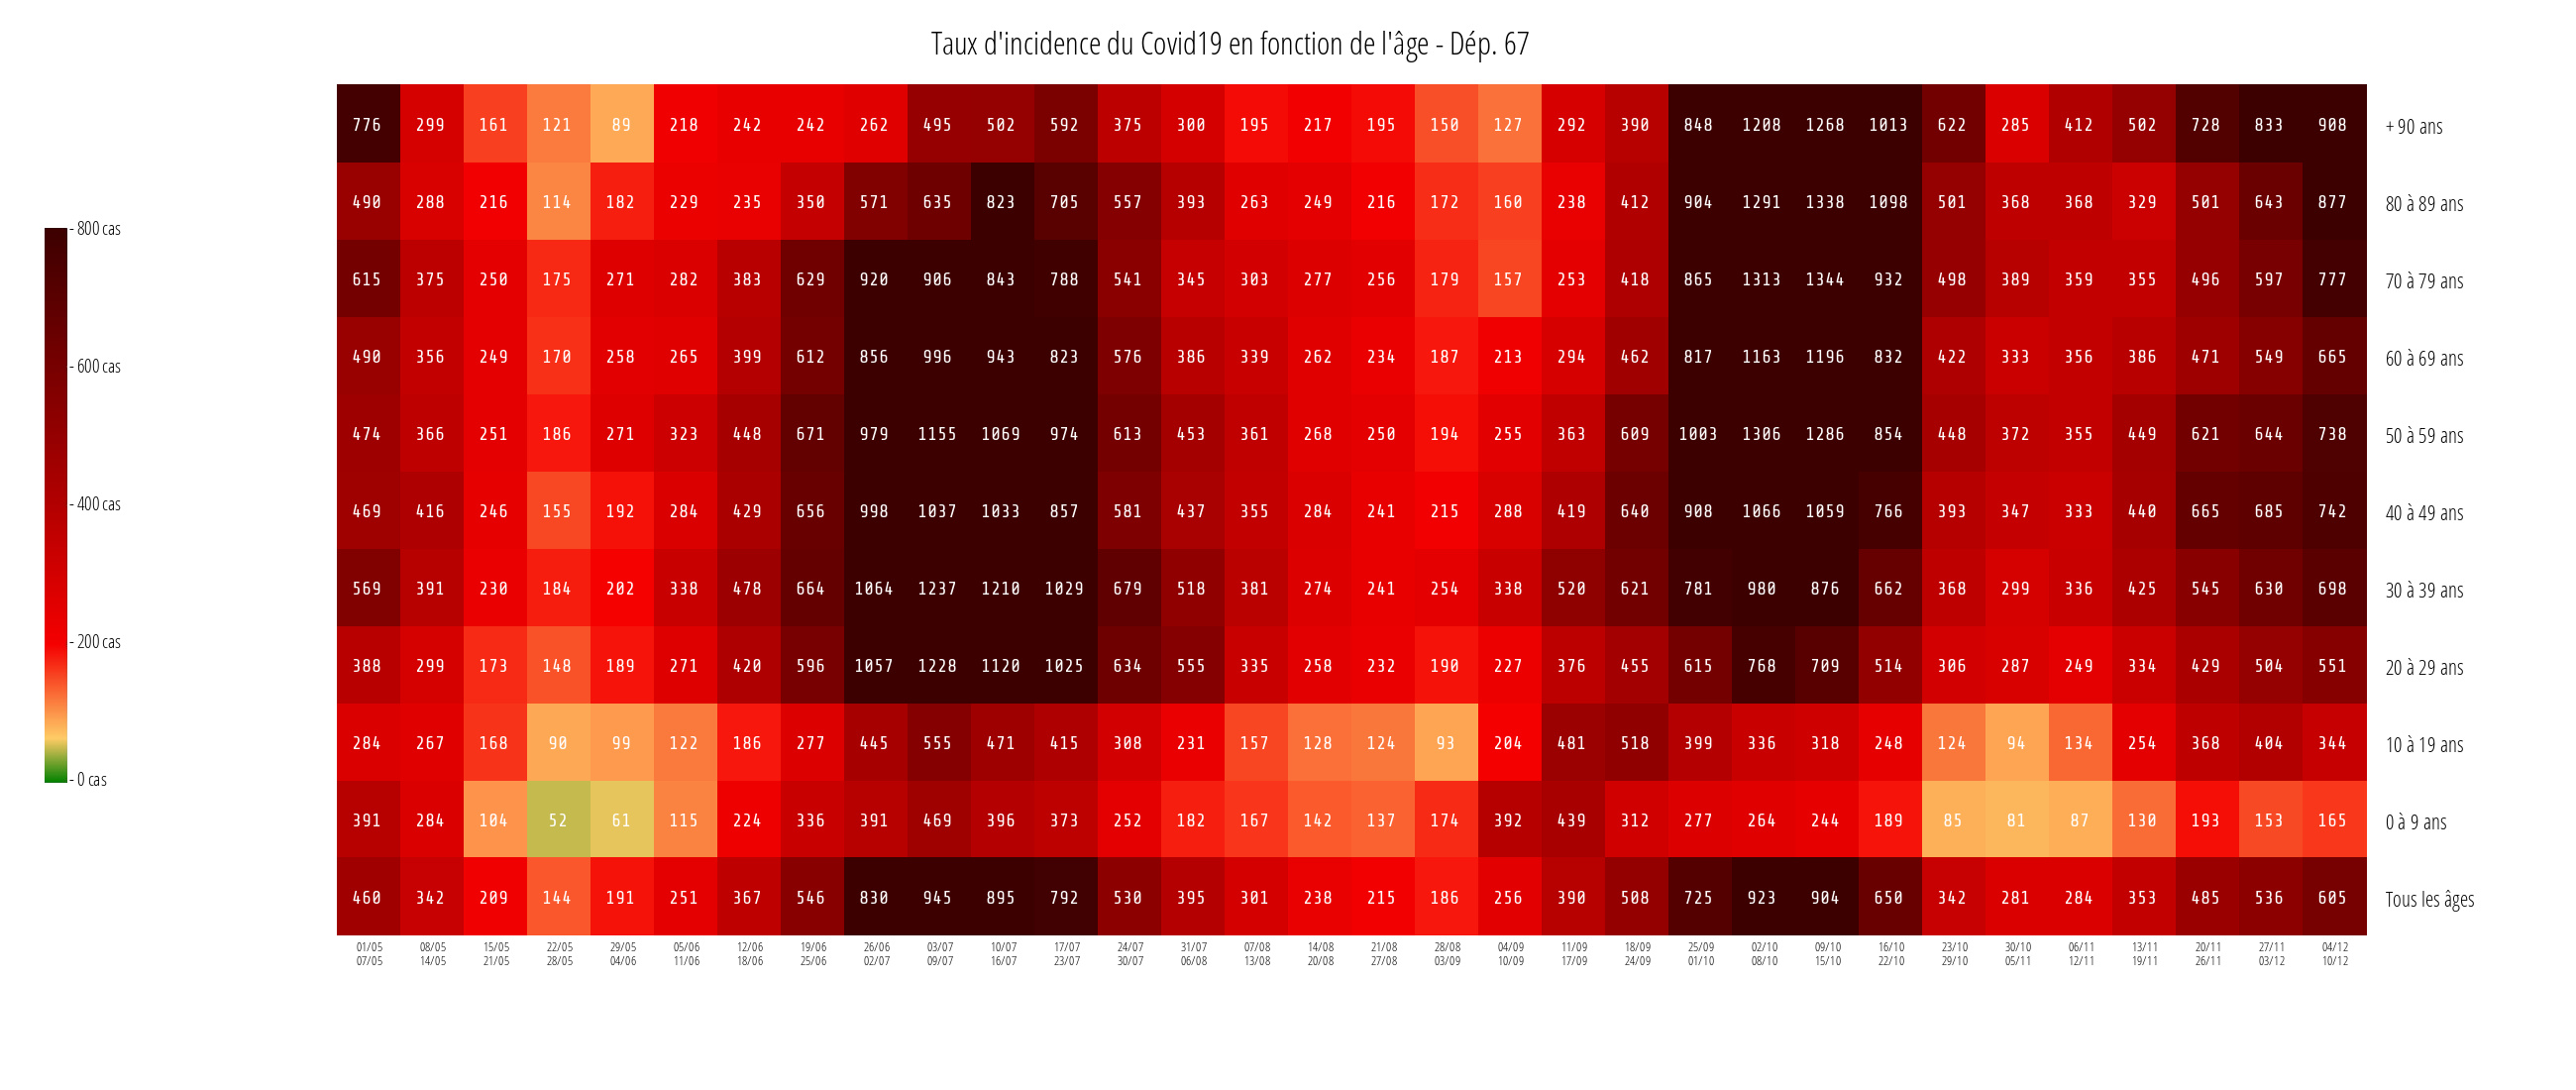 Taux d'incidence du Covid19 en fonction de l'âge - Dép. 67
776 299 161 121 89 218 242 242 262 495 502 592 375 300 195 217 195 150 127 292 390 848 1208 1268 1013 622 285 412 502 728 833 908 + 90 ans
490 288 216 114 182 229 235 350 571 635 823 705 557 393 263 249 216 172 160 238 412 904 1291 1338 1098 501 368 368 329 501 643 877 80 à 89 ans
- 800 cas
615 375 250 175 271 282 383 629 920 906 843 788 541 345 303 277 256 179 157 253 418 865 1313 1344 932 498 389 359 355 496 597 777 70 à 79 ans
490 356 249 170 258 265 399 612 856 996 943 823 576 386 339 262 234 187 213 294 462 817 1163 1196 832 422 333 356 386 471 549 665 60 à 69 ans
- 600 cas
474 366 251 186 271 323 448 671 979 1155 1069 974 613 453 361 268 250 194 255 363 609 1003 1306 1286 854 448 372 355 449 621 644 738 50 à 59 ans
- 400 cas
469 416 246 155 192 284 429 656 998 1037 1033 857 581 437 355 284 241 215 288 419 640 908 1066 1059 766 393 347 333 440 665 685 742 40 à 49 ans
569 391 230 184 202 338 478 664 1064 1237 1210 1029 679 518 381 274 241 254 338 520 621 781 980 876 662 368 299 336 425 545 630 698 30 à 39 ans
- 200 cas
388 299 173 148 189 271 420 596 1057 1228 1120 1025 634 555 335 258 232 190 227 376 455 615 768 709 514 306 287 249 334 429 504 551 20 à 29 ans
284 267 168 90 99 122 186 277 445 555 471 415 308 231 157 128 124 93 204 481 518 399 336 318 248 124 94 134 254 368 404 344 10 à 19 ans
- 0 cas
391 284 104 52 61 115 224 336 391 469 396 373 252 182 167 142 137 174 392 439 312 277 264 244 189 85 81 87 130 193 153 165 0 à 9 ans
460 342 209 144 191 251 367 546 830 945 895 792 530 395 301 238 215 186 256 390 508 725 923 904 650 342 281 284 353 485 536 605 Tous les âges
01/05 08/05 15/05 22/05 29/05 05/06 12/06 19/06 26/06 03/07 10/07 17/07 24/07 31/07 07/08 14/08 21/08 28/08 04/09 11/09 18/09 25/09 02/10 09/10 16/10 23/10 30/10 06/11 13/11 20/11 27/11 04/12
07/05 14/05 21/05 28/05 04/06 11/06 18/06 25/06 02/07 09/07 16/07 23/07 30/07 06/08 13/08 20/08 27/08 03/09 10/09 17/09 24/09 01/10 08/10 15/10 22/10 29/10 05/11 12/11 19/11 26/11 03/12 10/12